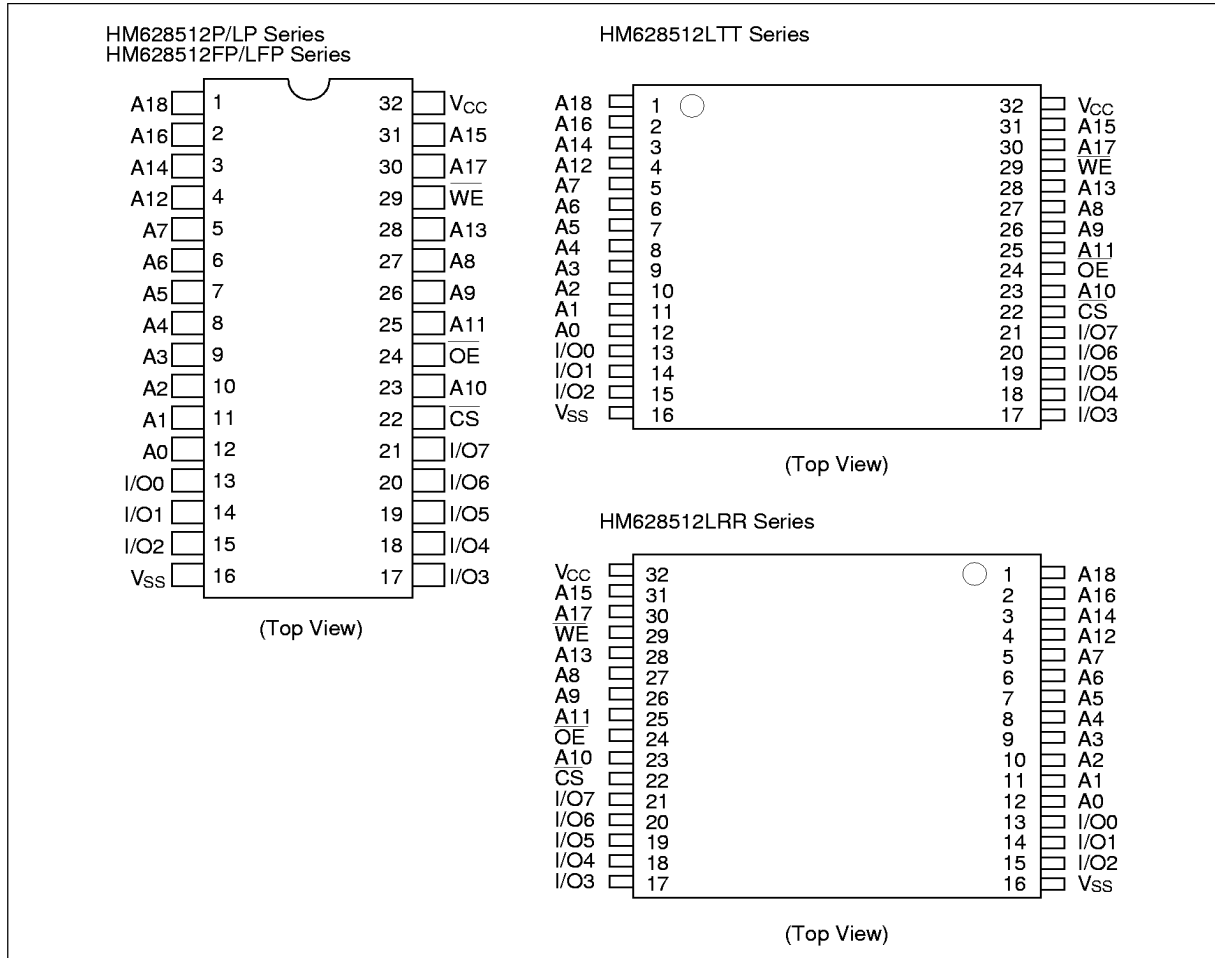 HM628512P/LP Series
HM628512FP/LFP Series
A18 1 32 VCC
A16 2 31 A15
A14 3 30 A17
A12 4 29 W̅E̅
A7 5 28 A13
A6 6 27 A8
A5 7 26 A9
A4 8 25 A11
A3 9 24 O̅E̅
A2 10 23 A10
A1 11 22 C̅S̅
A0 12 21 I/O7
I/O0 13 20 I/O6
I/O1 14 19 I/O5
I/O2 15 18 I/O4
VSS 16 17 I/O3
(Top View)
HM628512LTT Series
A18 1 32 VCC
A16 2 31 A15
A14 3 30 A17
A12 4 29 W̅E̅
A7 5 28 A13
A6 6 27 A8
A5 7 26 A9
A4 8 25 A11
A3 9 24 O̅E̅
A2 10 23 A10
A1 11 22 C̅S̅
A0 12 21 I/O7
I/O0 13 20 I/O6
I/O1 14 19 I/O5
I/O2 15 18 I/O4
VSS 16 17 I/O3
(Top View)
HM628512LRR Series
VCC 32 1 A18
A15 31 2 A16
A17 30 3 A14
W̅E̅ 29 4 A12
A13 28 5 A7
A8 27 6 A6
A9 26 7 A5
A11 25 8 A4
O̅E̅ 24 9 A3
A10 23 10 A2
C̅S̅ 22 11 A1
I/O7 21 12 A0
I/O6 20 13 I/O0
I/O5 19 14 I/O1
I/O4 18 15 I/O2
I/O3 17 16 VSS
(Top View)